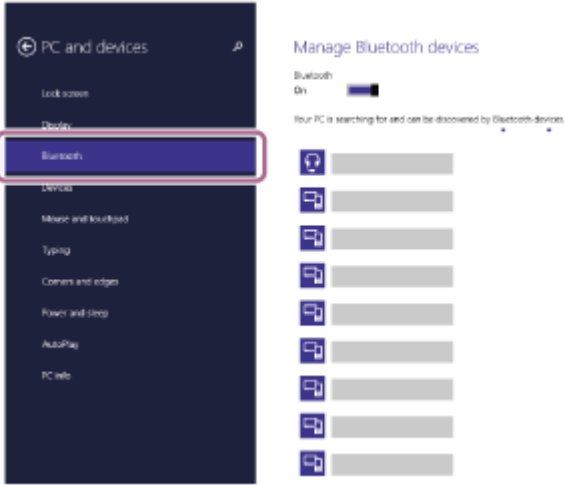 PC and devices
Lock screen
Display
Bluetooth
Devices
Mouse and touchpad
Typing
Corners and edges
Power and sleep
AutoPlay
PC info
Manage Bluetooth devices
Bluetooth
On
Your PC is searching for and can be discovered by Bluetooth devices.